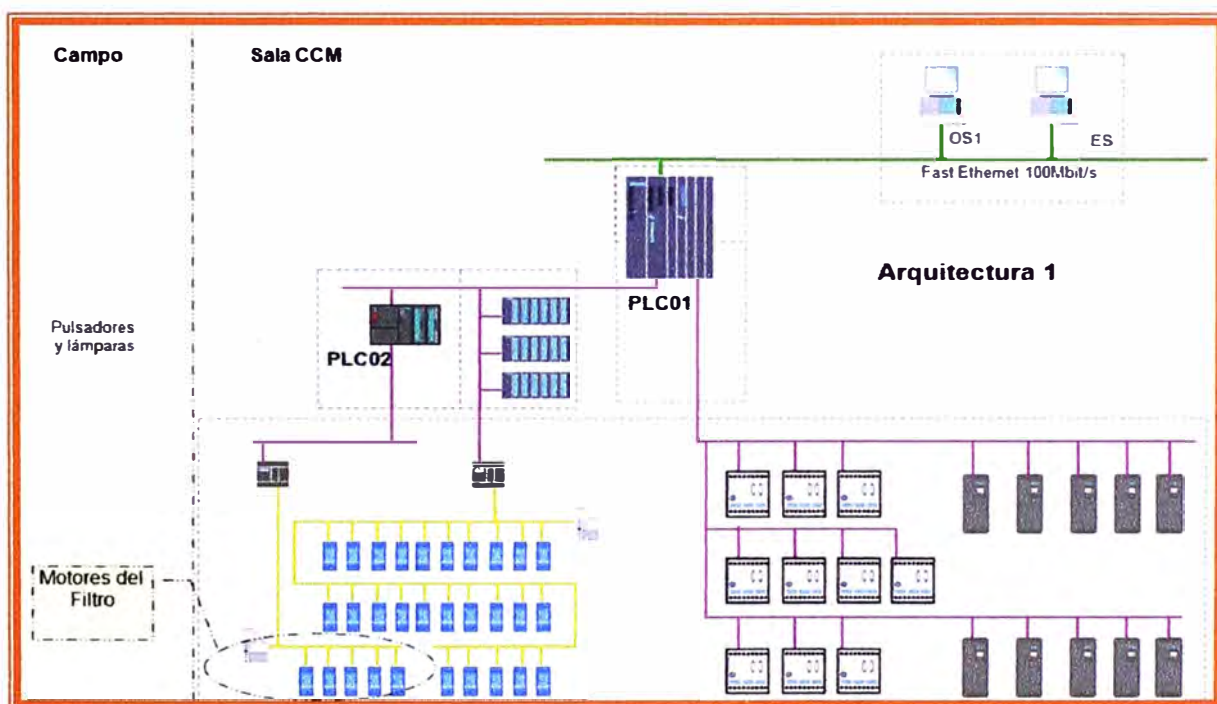 Campo
Sala CCM
OS1
ES
Fast Ethernet 100Mbit/s
Arquitectura 1
PLC01
Pulsadores
y lámparas
PLC02
Motores del
Filtro